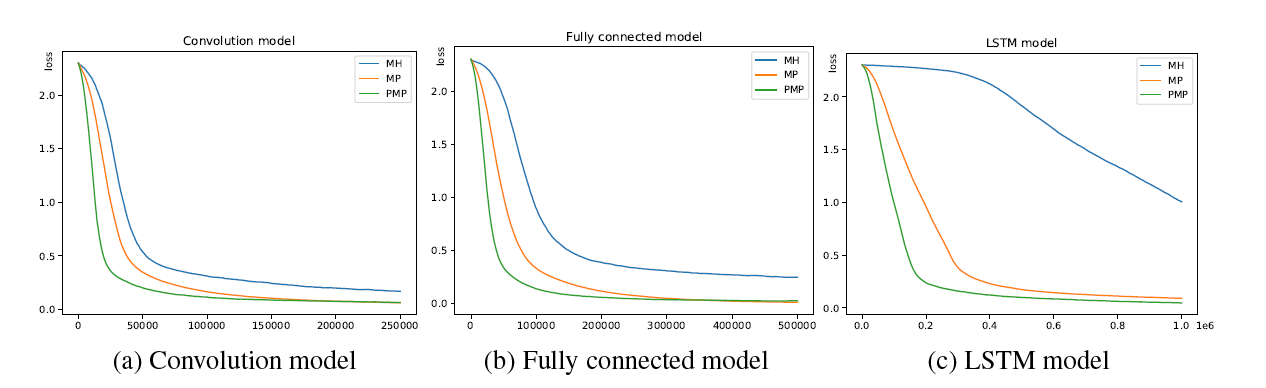 Convolution model
loss
MH
MP
PMP
2.0
1.5
1.0
0.5
0.0
0 50000 100000 150000 200000 250000
(a) Convolution model
Fully connected model
loss
MH
MP
PMP
2.0
1.5
1.0
0.5
0.0
0 100000 200000 300000 400000 500000
(b) Fully connected model
LSTM model
loss
MH
MP
PMP
2.0
1.5
1.0
0.5
0.0
0.0 0.2 0.4 0.6 0.8 1.0 1e6
(c) LSTM model